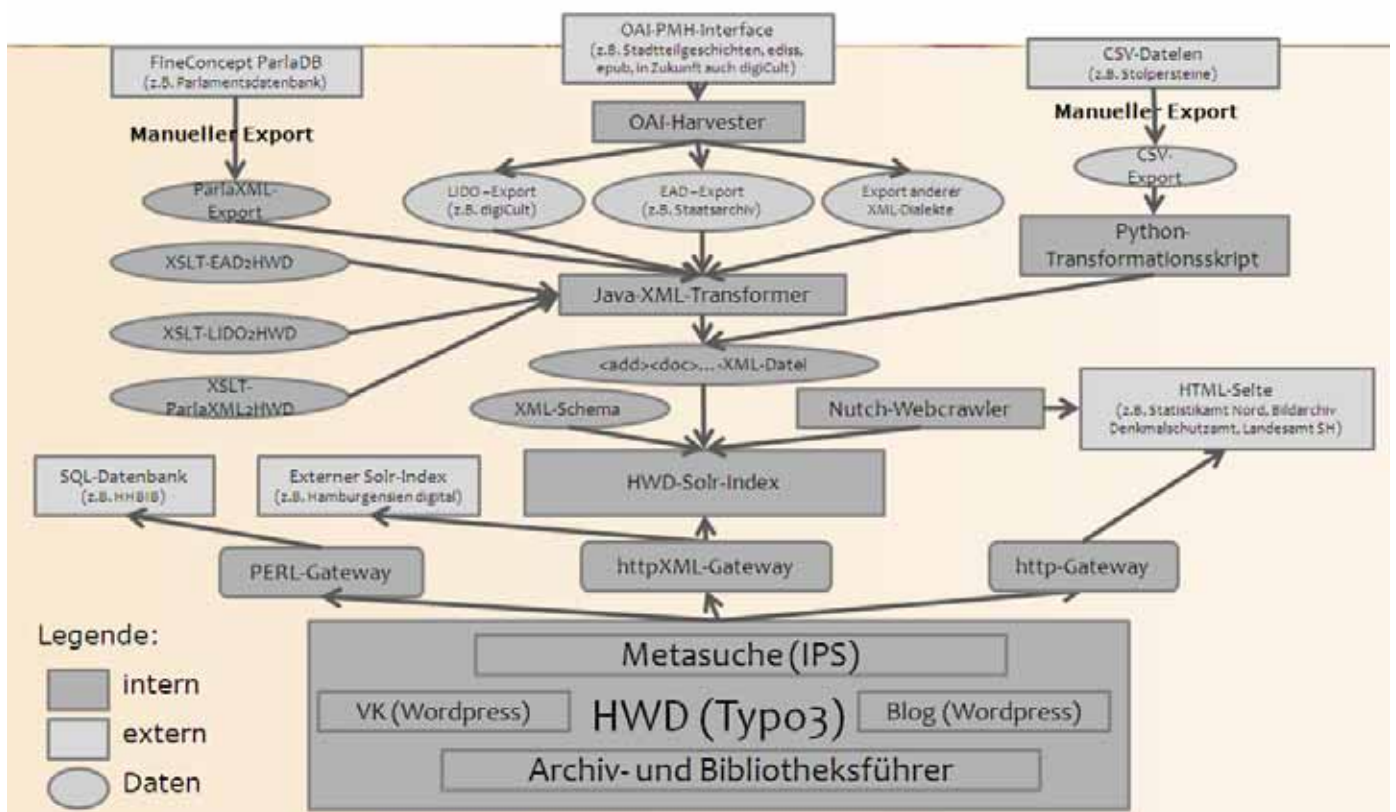 OAI-PMH-Interface
(z.B. Stadtteilgeschichten, ediss,
epub, in Zukunft auch digiCult)
FineConcept ParlaDB
(z.B. Parlamentsdatenbank)
CSV-Dateien
(z.B. Stolpersteine)
Manueller Export
OAI-Harvester
Manueller Export
ParlaXML-
Export
LIDO –Export
(z.B. digiCult)
EAD –Export
(z.B. Staatsarchiv)
Export anderer
XML-Dialekte
CSV-
Export
Python-
Transformationsskript
XSLT-EAD2HWD
Java-XML-Transformer
XSLT-LIDO2HWD
<add><doc>... -XML-Datei
XSLT-
ParlaXML2HWD
XML-Schema
Nutch-Webcrawler
HTML-Seite
(z.B. Statistikamt Nord, Bildarchiv
Denkmalschutzamt, Landesamt SH)
SQL-Datenbank
(z.B. HHBIB)
Externer Solr-Index
(z.B. Hamburgensien digital)
HWD-Solr-Index
PERL-Gateway
httpXML-Gateway
http-Gateway
Legende:
intern
extern
Daten
Metasuche (IPS)
VK (Wordpress)
HWD (Typo3)
Blog (Wordpress)
Archiv- und Bibliotheksführer